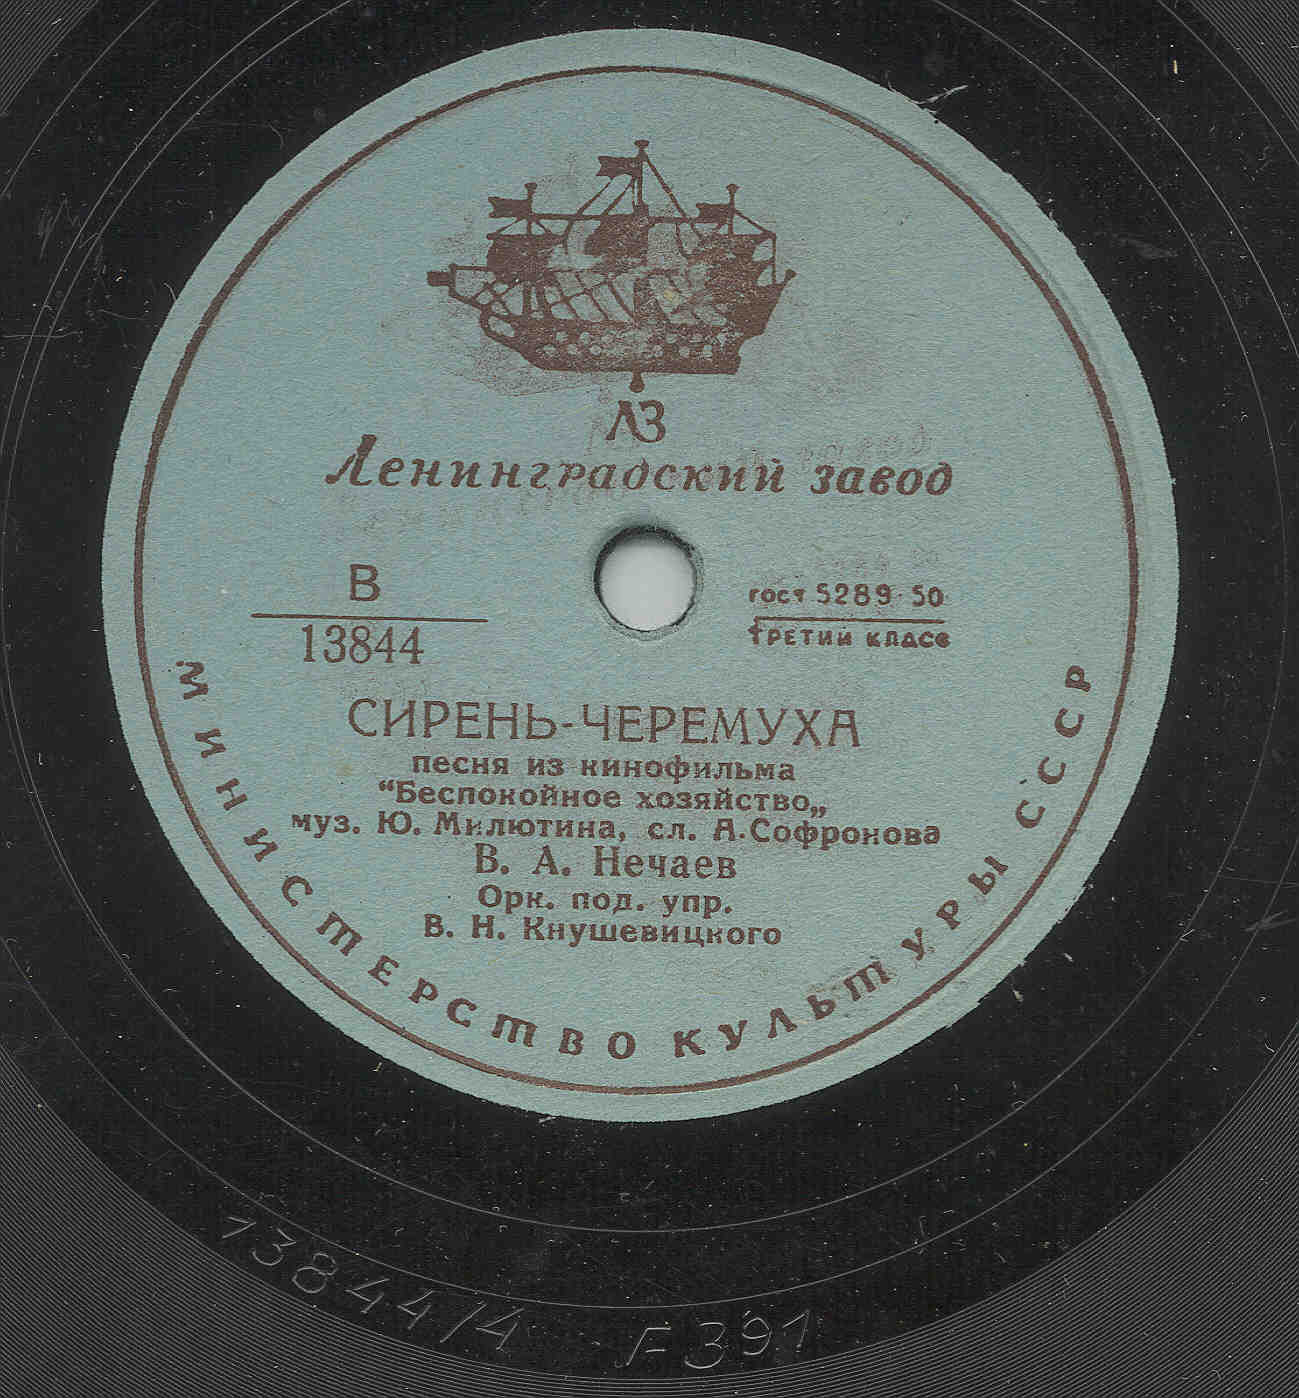 ЛЗ
Ленинградский завод
В
13844
гост 5289-50
третий класс
СИРЕНЬ-ЧЕРЕМУХА
песня из кинофильма
“Беспокойное хозяйство„
муз. Ю. Милютина, сл. А. Софронова
В. А. Нечаев
Орк. под. упр.
В. Н. Кнушевицкого
МИНИСТЕРСТВО КУЛЬТУРЫ СССР
13844/4 F391